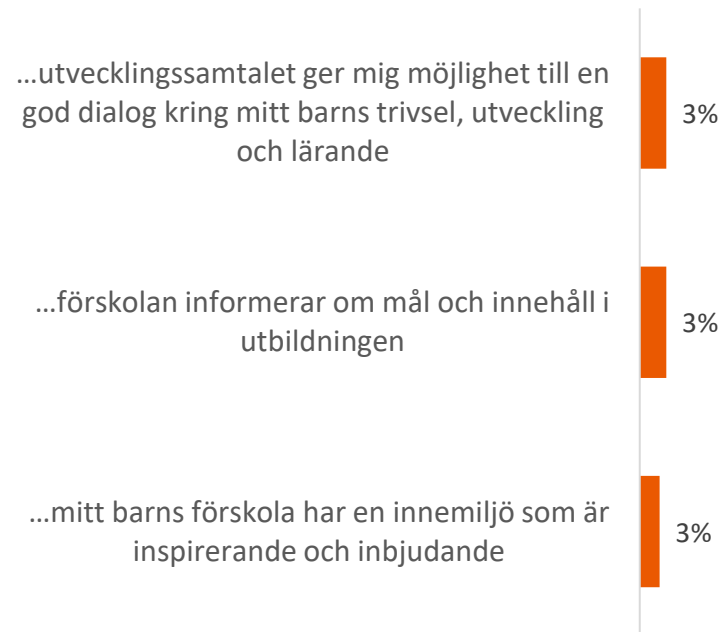 …utvecklingssamtalet ger mig möjlighet till en
god dialog kring mitt barns trivsel, utveckling
och lärande
3%
…förskolan informerar om mål och innehåll i
utbildningen
3%
…mitt barns förskola har en innemiljö som är
inspirerande och inbjudande
3%